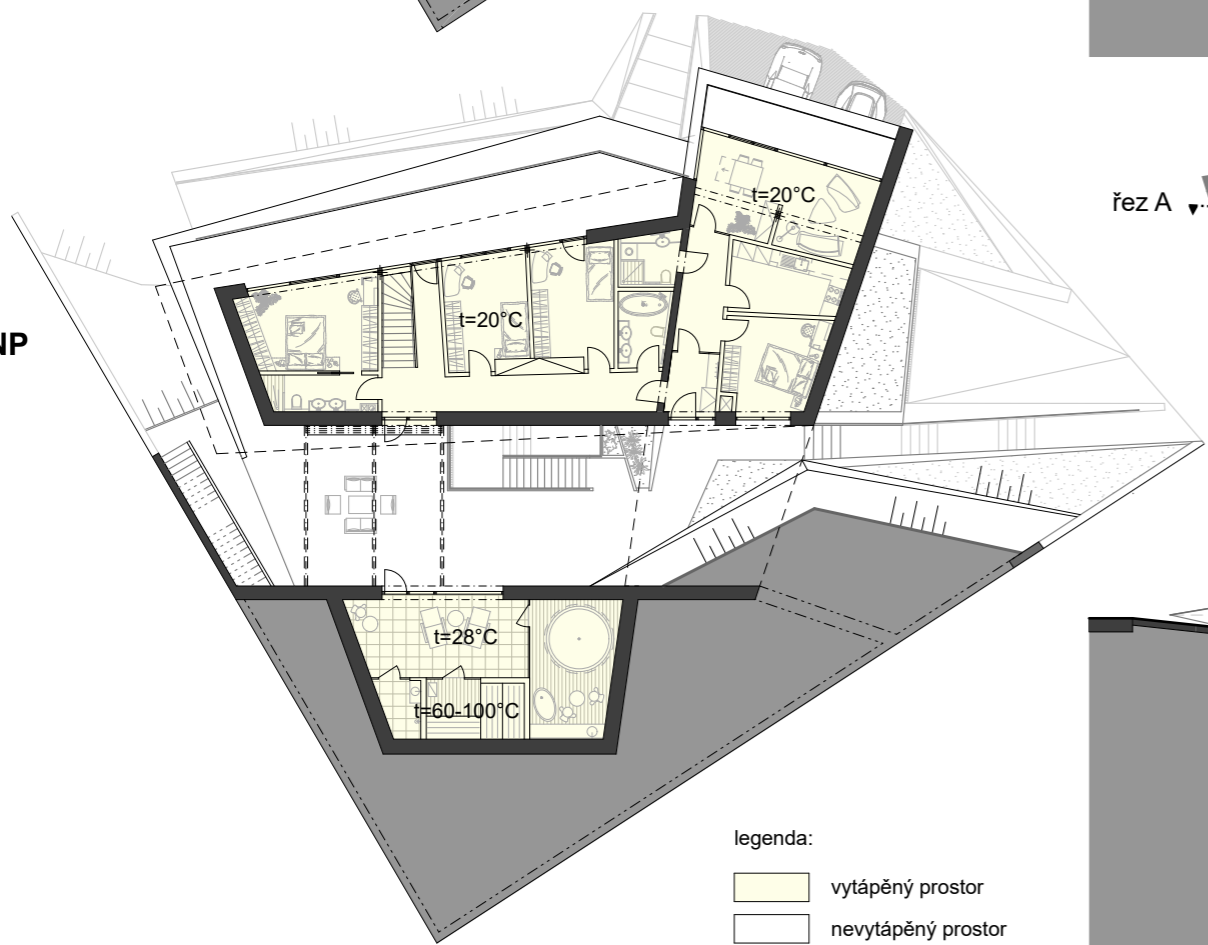 t=20°C
řez A
t=20°C
NP
t=28°C
t=60-100°C
legenda:
vytápěný prostor
nevytápěný prostor